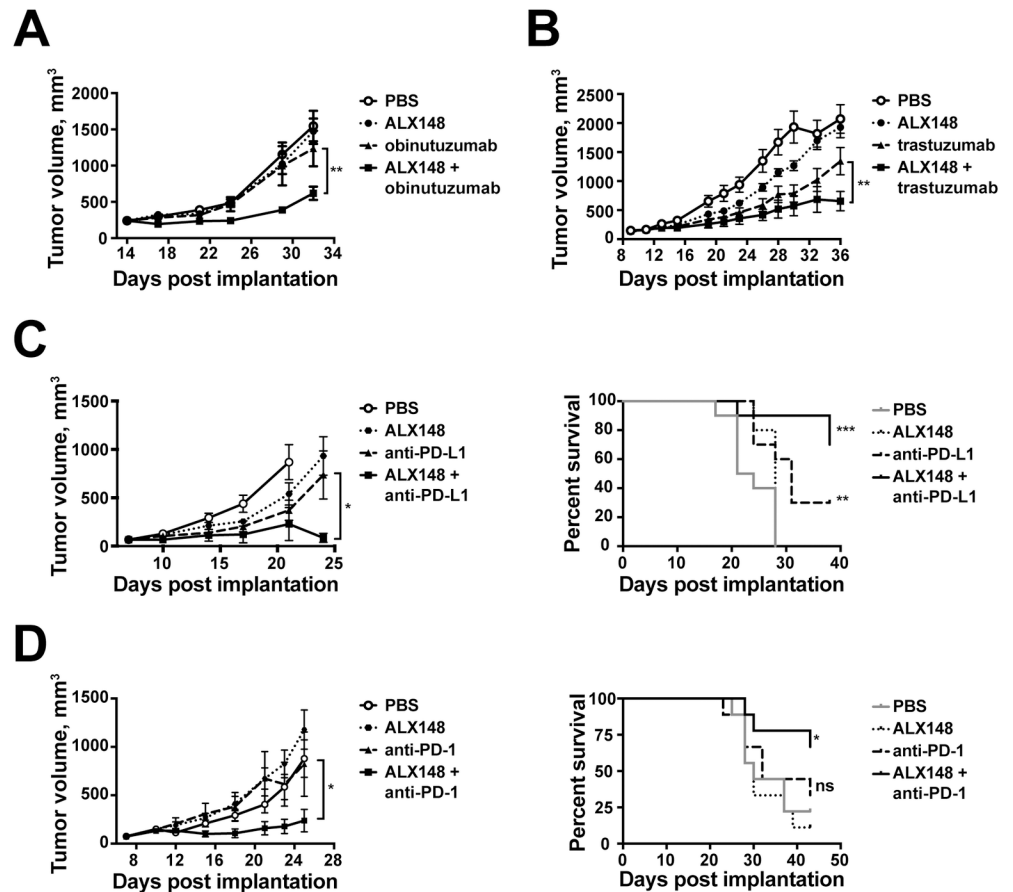 A
Tumor volume, mm³
2000
1500
1000
500
0
14 18 22 26 30 34
Days post implantation
PBS
ALX148
obinutuzumab
ALX148 +
obinutuzumab
**
B
Tumor volume, mm³
2500
2000
1500
1000
500
0
8 12 16 20 24 28 32 36
Days post implantation
PBS
ALX148
trastuzumab
ALX148 +
trastuzumab
**
C
Tumor volume, mm³
1500
1000
500
0
10 15 20 25
Days post implantation
PBS
ALX148
anti-PD-L1
ALX148 +
anti-PD-L1
*
Percent survival
100
80
60
40
20
0
0 10 20 30 40
Days post implantation
PBS
ALX148
anti-PD-L1
ALX148 +
anti-PD-L1
***
**
D
Tumor volume, mm³
1500
1000
500
0
8 12 16 20 24 28
Days post implantation
PBS
ALX148
anti-PD-1
ALX148 +
anti-PD-1
*
Percent survival
100
75
50
25
0
0 10 20 30 40 50
Days post implantation
PBS
ALX148
anti-PD-1
ALX148 +
anti-PD-1
*
ns